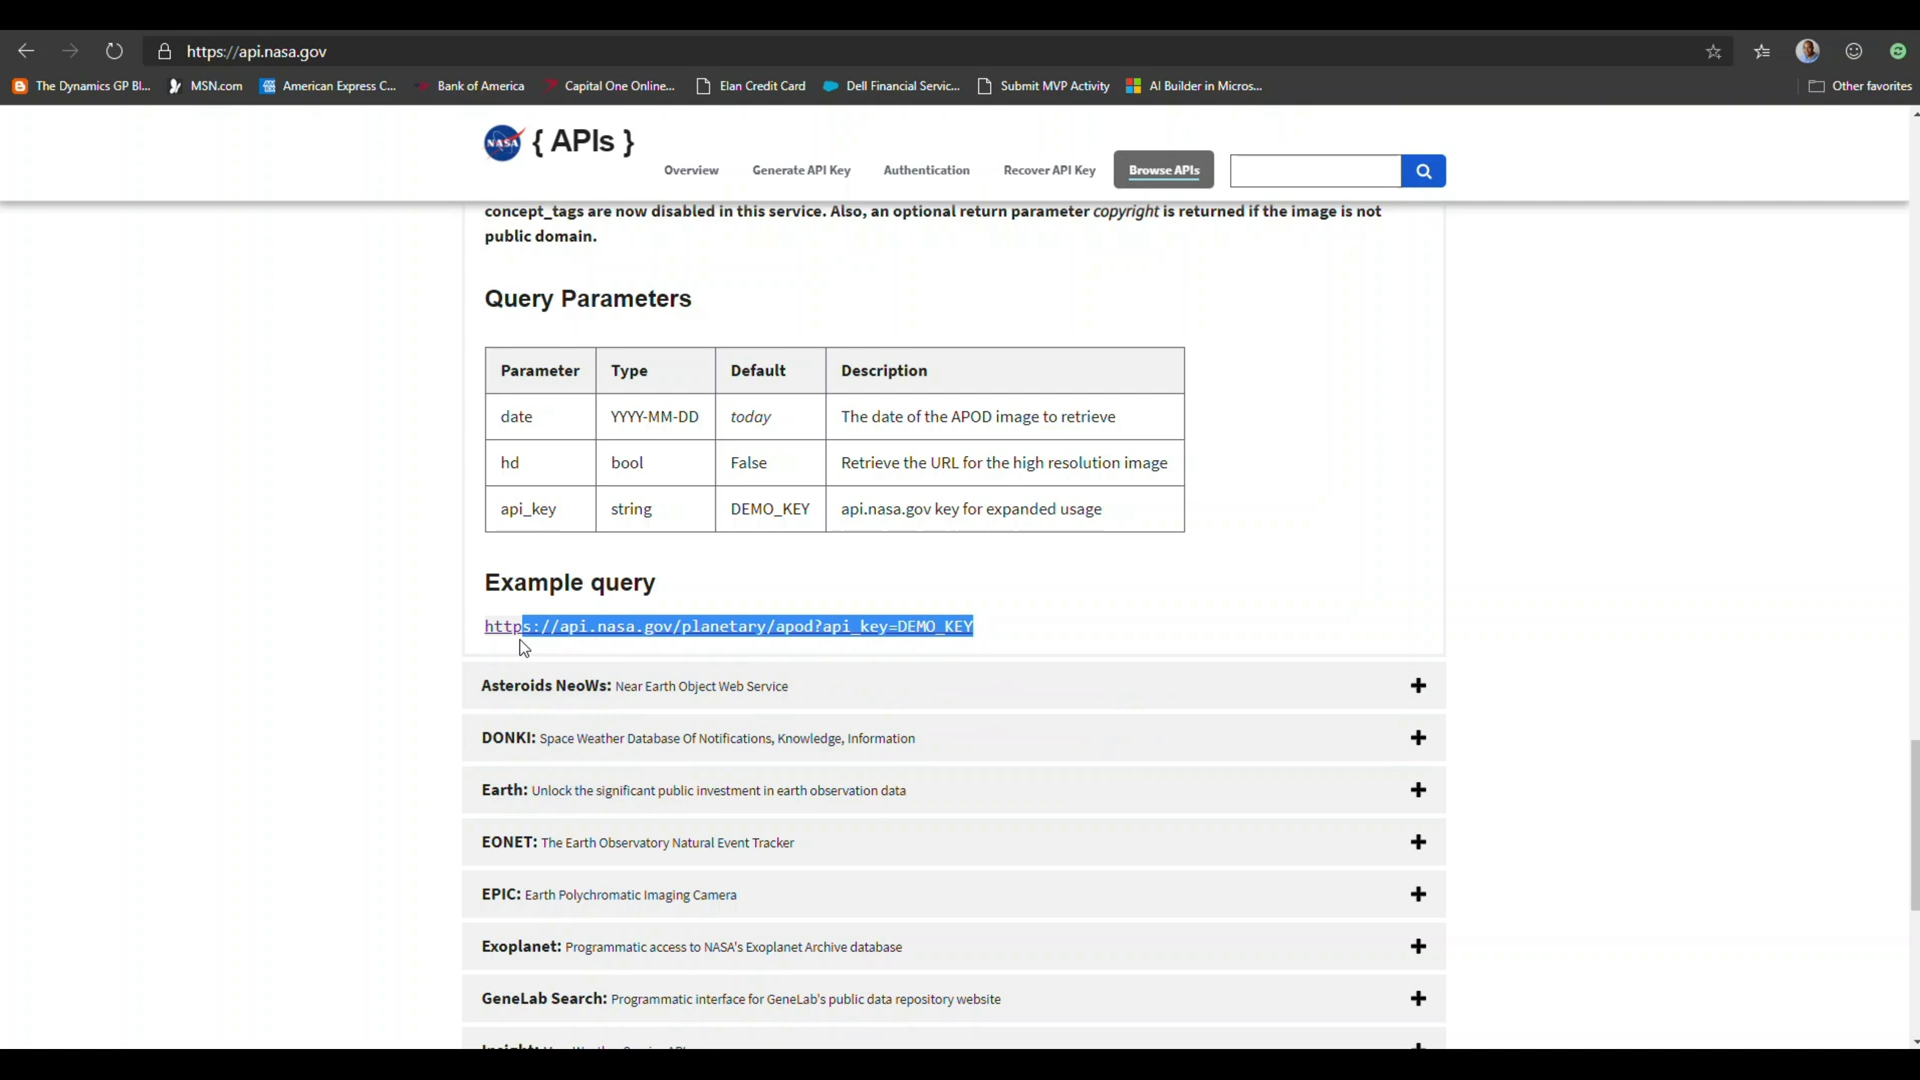 https://api.nasa.gov
The Dynamics GP Bl... MSN.com American Express C... Bank of America Capital One Online... Elan Credit Card Dell Financial Servic... Submit MVP Activity AI Builder in Micros... Other favorites
NASA { APIs }
Overview Generate API Key Authentication Recover API Key Browse APIs
concept_tags are now disabled in this service. Also, an optional return parameter copyright is returned if the image is not
public domain.
Query Parameters
Parameter Type Default Description
date YYYY-MM-DD today The date of the APOD image to retrieve
hd bool False Retrieve the URL for the high resolution image
api_key string DEMO_KEY api.nasa.gov key for expanded usage
Example query
https://api.nasa.gov/planetary/apod?api_key=DEMO_KEY
Asteroids NeoWs: Near Earth Object Web Service
DONKI: Space Weather Database Of Notifications, Knowledge, Information
Earth: Unlock the significant public investment in earth observation data
EONET: The Earth Observatory Natural Event Tracker
EPIC: Earth Polychromatic Imaging Camera
Exoplanet: Programmatic access to NASA's Exoplanet Archive database
GeneLab Search: Programmatic interface for GeneLab's public data repository website